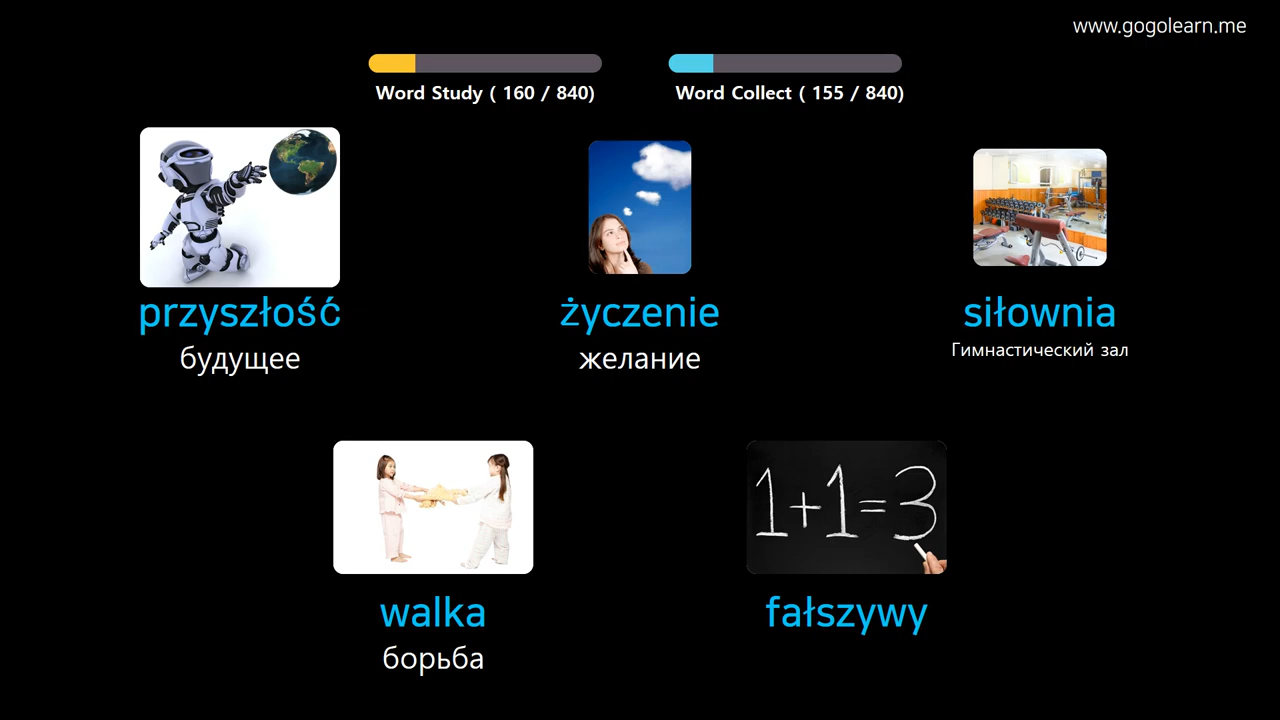 www.gogolearn.me
Word Study ( 160 / 840)
Word Collect ( 155 / 840)
przyszłość
будущее
życzenie
желание
siłownia
Гимнастический зал
walka
борьба
1+1=3
fałszywy